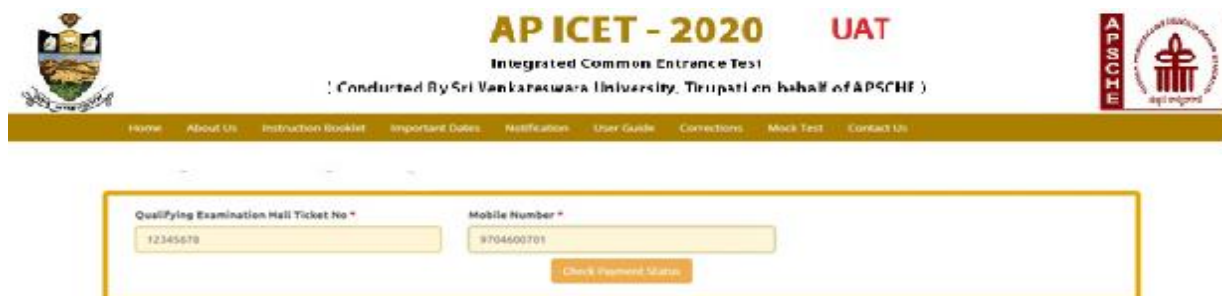 AP ICET - 2020 UAT
Integrated Common Entrance Test
( Conducted By Sri Venkateswara University, Tirupati on behalf of APSCHE )
APSCHE
Home About Us Instruction Booklet Important Dates Notification User Guide Corrections Mock Test Contact Us
Qualifying Examination Hall Ticket No * Mobile Number *
12345678 9704600701
Check Payment Status